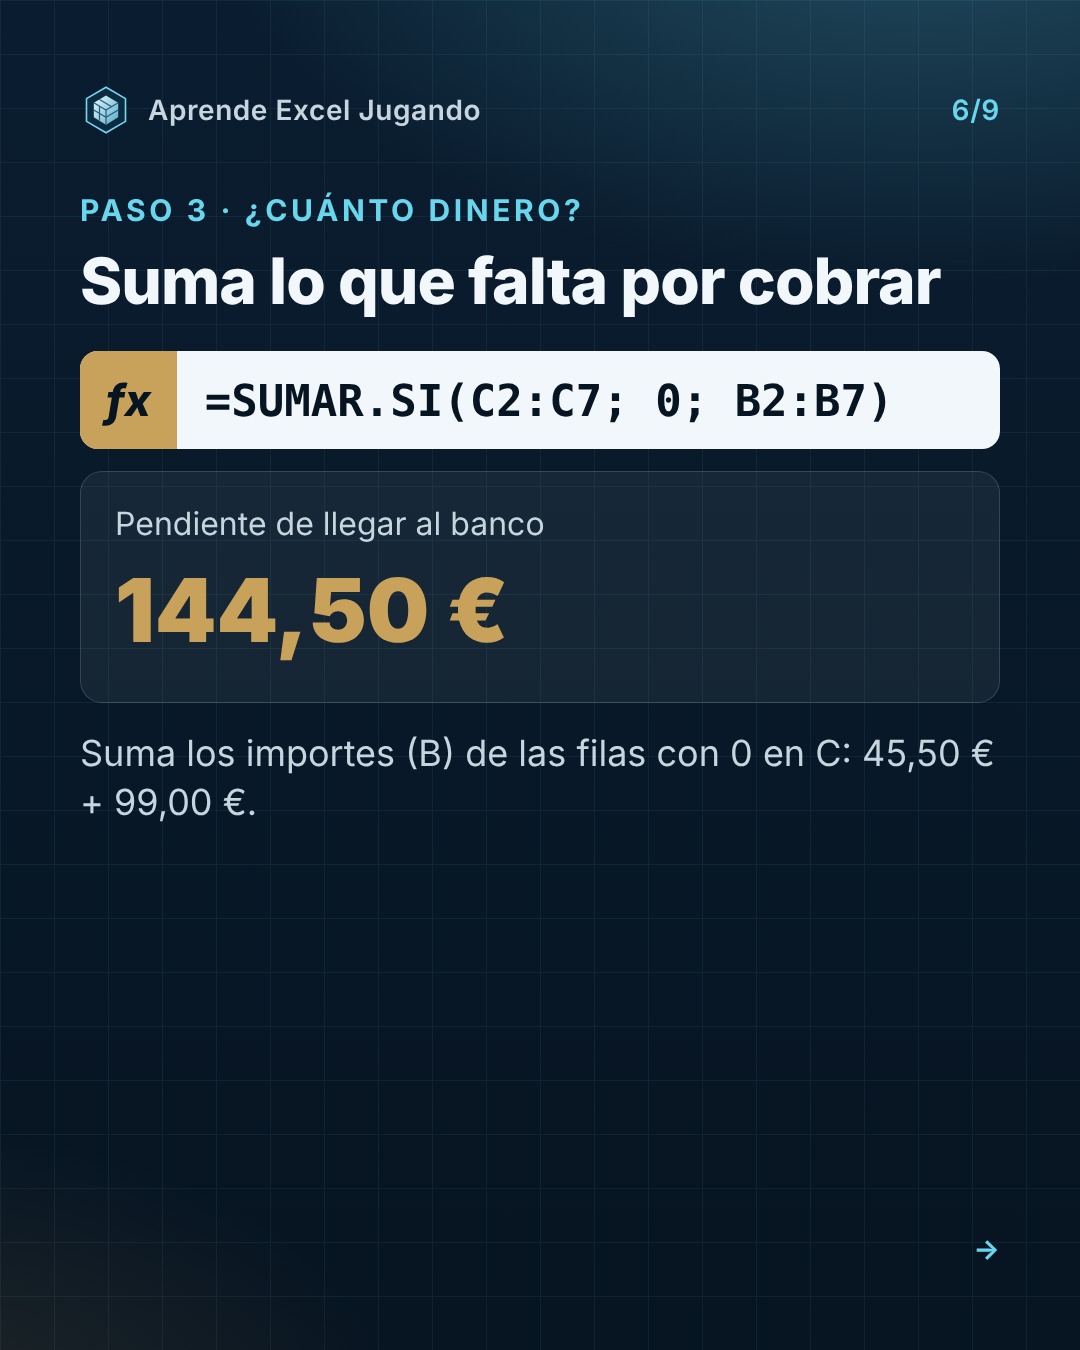 Aprende Excel Jugando
6/9
PASO 3 · ¿CUÁNTO DINERO?
Suma lo que falta por cobrar
fx =SUMAR.SI(C2:C7; 0; B2:B7)
Pendiente de llegar al banco
144,50 €
Suma los importes (B) de las filas con 0 en C: 45,50 €
+ 99,00 €.
→